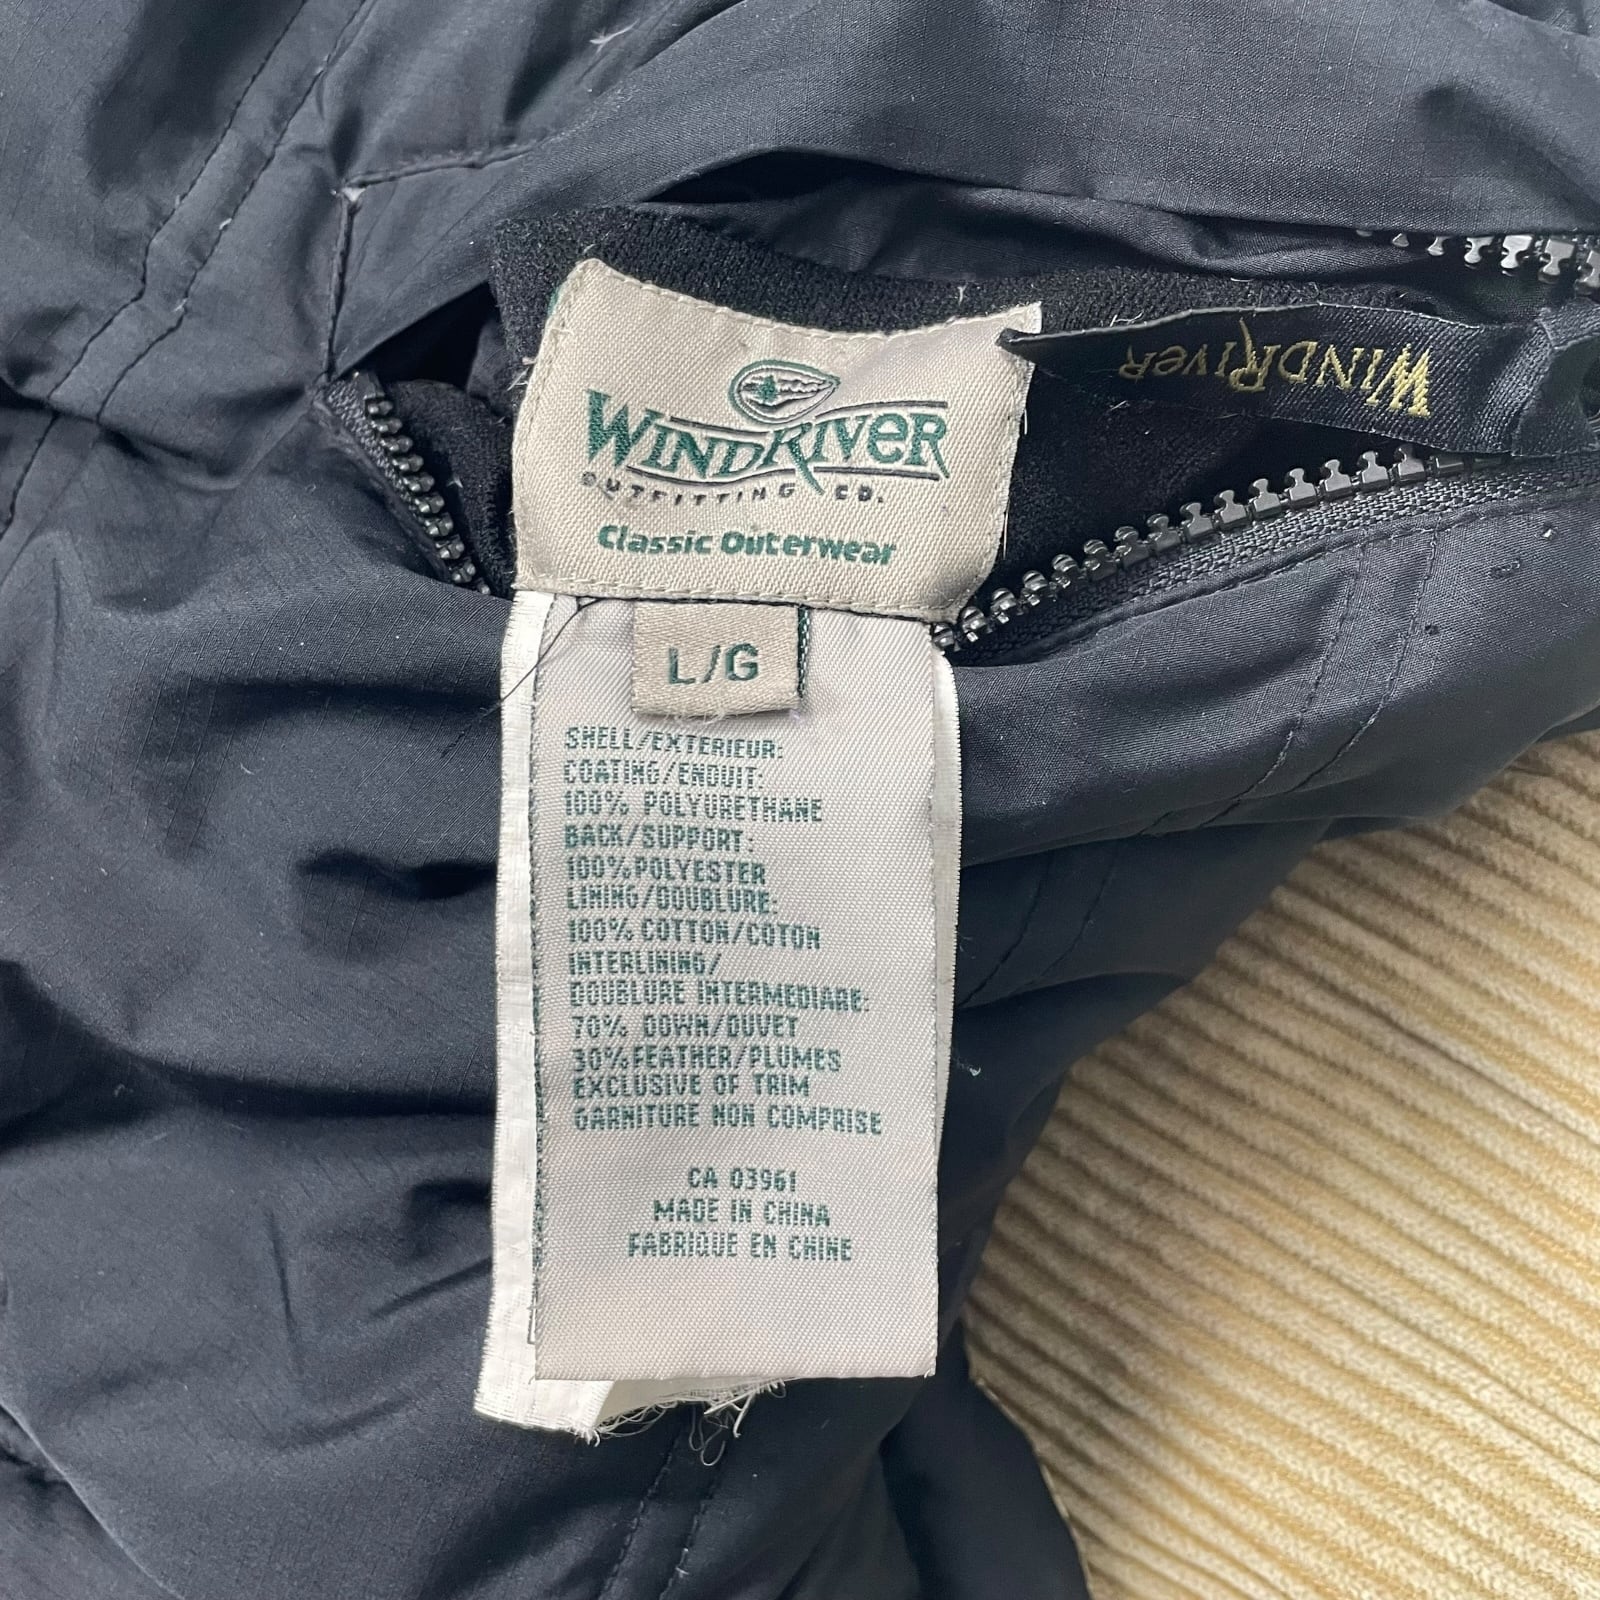 WINDRIVER
OUTFITTING CO.
Classic Outerwear
WINDRIVER
L/G
SHELL/EXTERIEUR:
COATING/ENDUIT:
100% POLYURETHANE
BACK/SUPPORT:
100%POLYESTER
LINING/DOUBLURE:
100% COTTON/COTON
INTERLINING/
DOUBLURE INTERMEDIARE:
70% DOWN/DUVET
30%FEATHER/PLUMES
EXCLUSIVE OF TRIM
GARNITURE NON COMPRISE
CA 03961
MADE IN CHINA
FABRIQUE EN CHINE